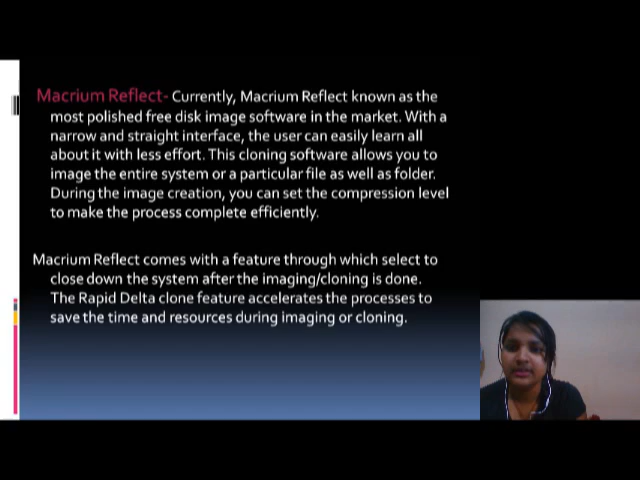 Macrium Reflect- Currently, Macrium Reflect known as the
most polished free disk image software in the market. With a
narrow and straight interface, the user can easily learn all
about it with less effort. This cloning software allows you to
image the entire system or a particular file as well as folder.
During the image creation, you can set the compression level
to make the process complete efficiently.
Macrium Reflect comes with a feature through which select to
close down the system after the imaging/cloning is done.
The Rapid Delta clone feature accelerates the processes to
save the time and resources during imaging or cloning.